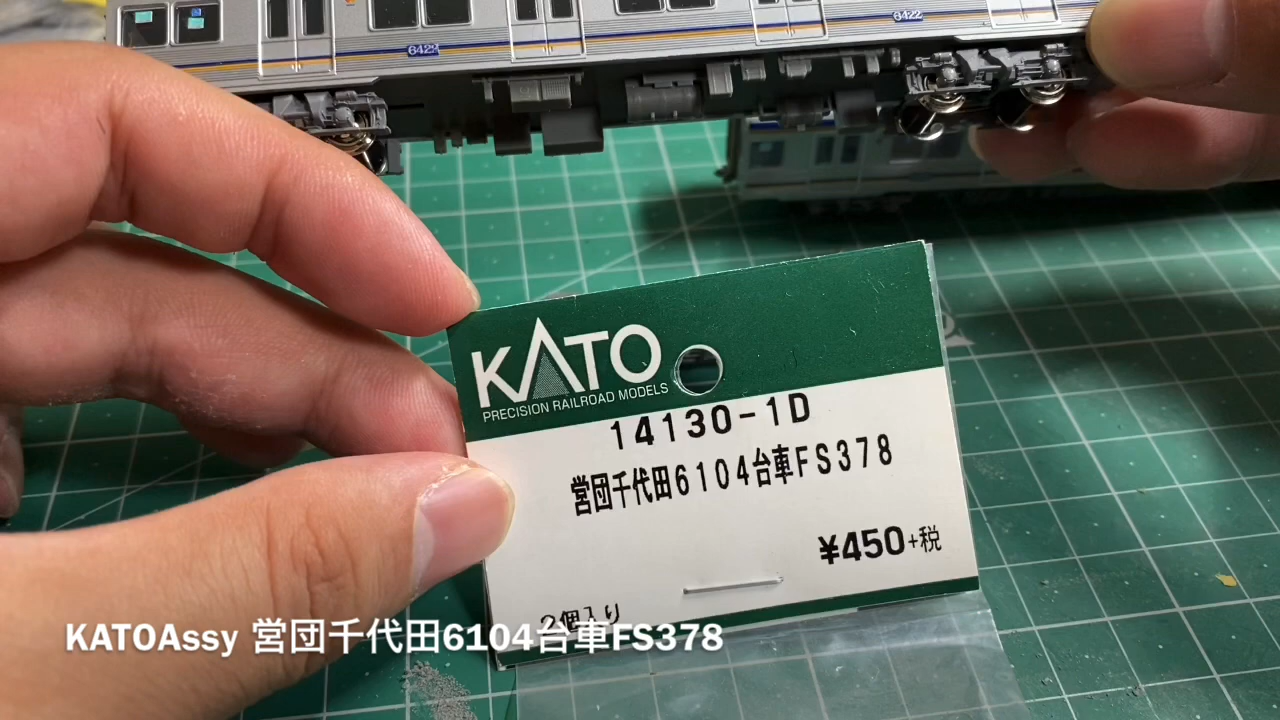 6422
6422
KATO
PRECISION RAILROAD MODELS
14130-1D
営団千代田6104台車FS378
¥450+税
2個入り
KATOAssy 営団千代田6104台車FS378